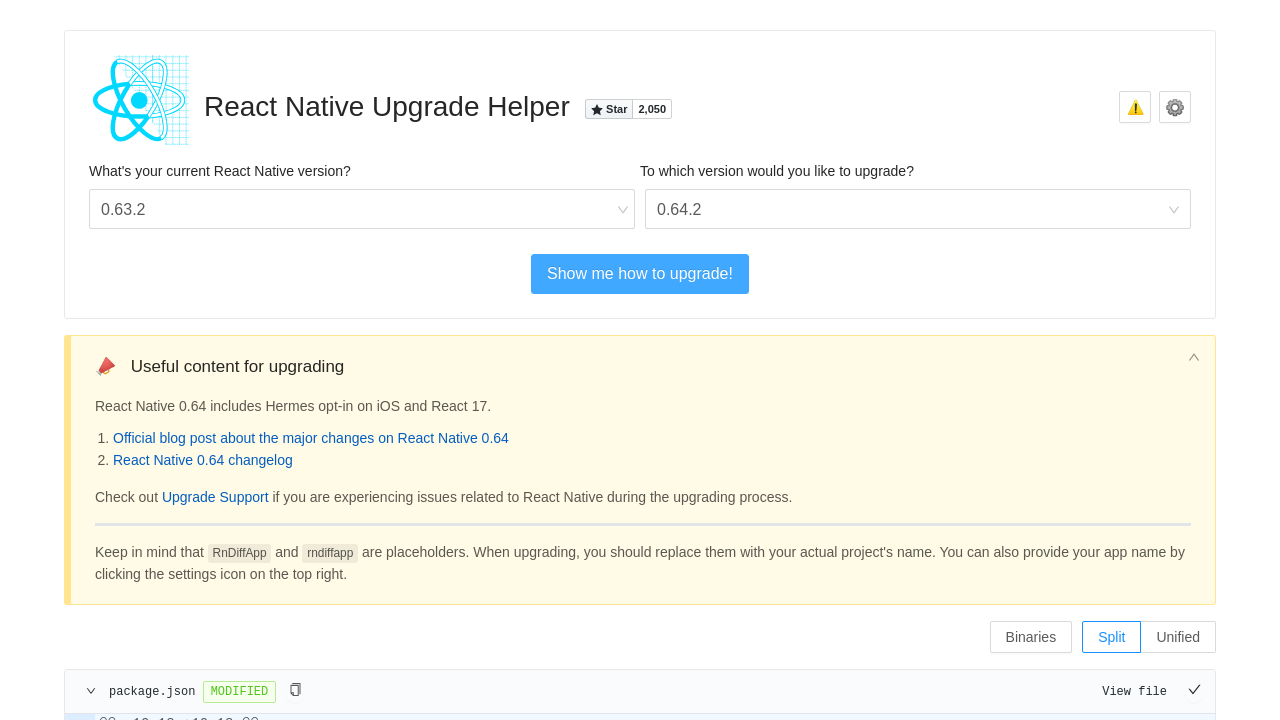 React Native Upgrade Helper
Star 2,050
What's your current React Native version?
To which version would you like to upgrade?
0.63.2
0.64.2
Show me how to upgrade!
Useful content for upgrading
React Native 0.64 includes Hermes opt-in on iOS and React 17.
1. Official blog post about the major changes on React Native 0.64
2. React Native 0.64 changelog
Check out Upgrade Support if you are experiencing issues related to React Native during the upgrading process.
Keep in mind that RnDiffApp and rndiffapp are placeholders. When upgrading, you should replace them with your actual project's name. You can also provide your app name by
clicking the settings icon on the top right.
Binaries
Split
Unified
package.json MODIFIED
View file